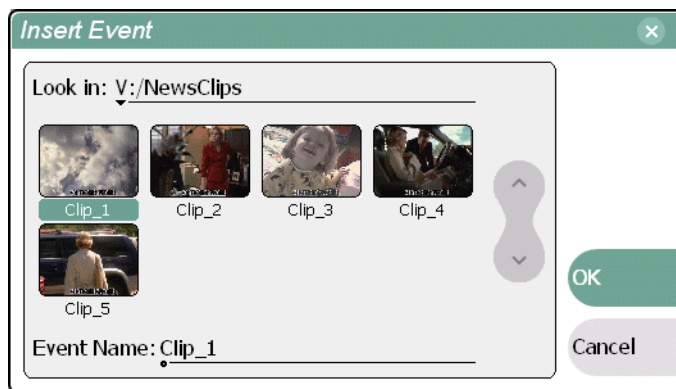 Insert Event
Look in: V:/NewsClips
Clip_1 Clip_2 Clip_3 Clip_4
Clip_5
OK
Event Name: Clip_1
Cancel